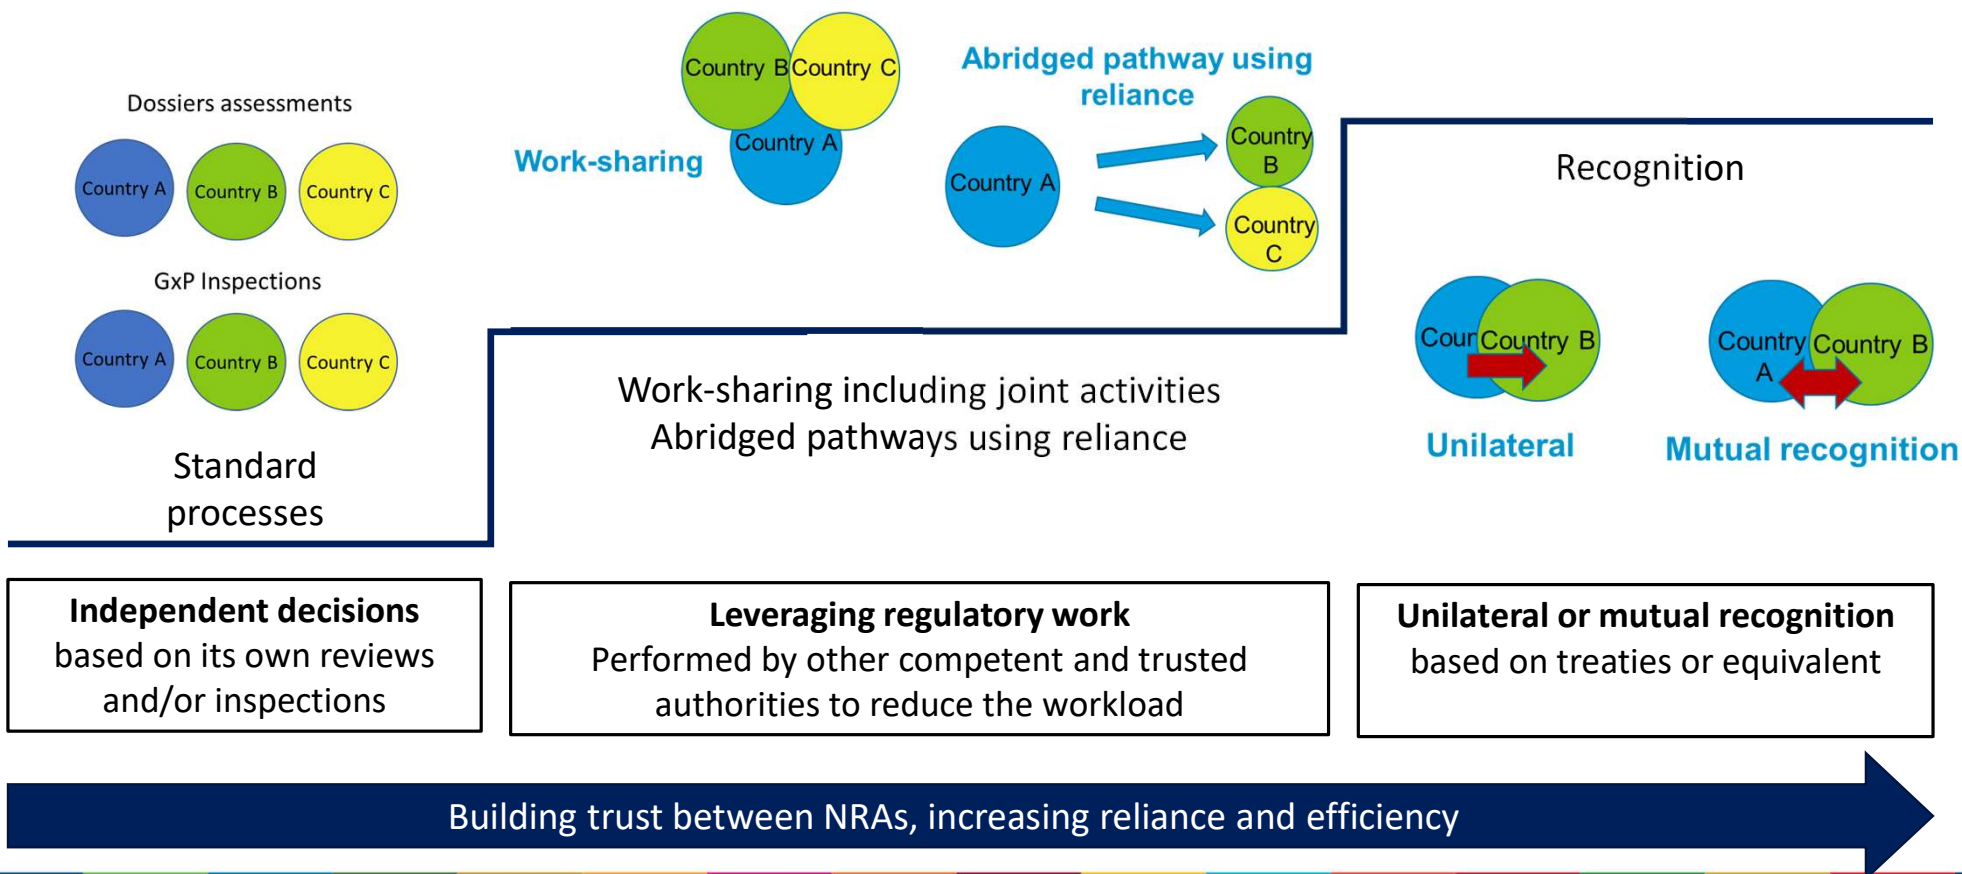 Dossiers assessments
Country A
Country B
Country C
GxP Inspections
Country A
Country B
Country C
Standard
processes
Work-sharing
Country B
Country C
Country A
Abridged pathway using
reliance
Country A
Country
B
Country
C
Work-sharing including joint activities
Abridged pathways using reliance
Recognition
Coun
Country B
Unilateral
Country
A
Country B
Mutual recognition
Independent decisions
based on its own reviews
and/or inspections
Leveraging regulatory work
Performed by other competent and trusted
authorities to reduce the workload
Unilateral or mutual recognition
based on treaties or equivalent
Building trust between NRAs, increasing reliance and efficiency